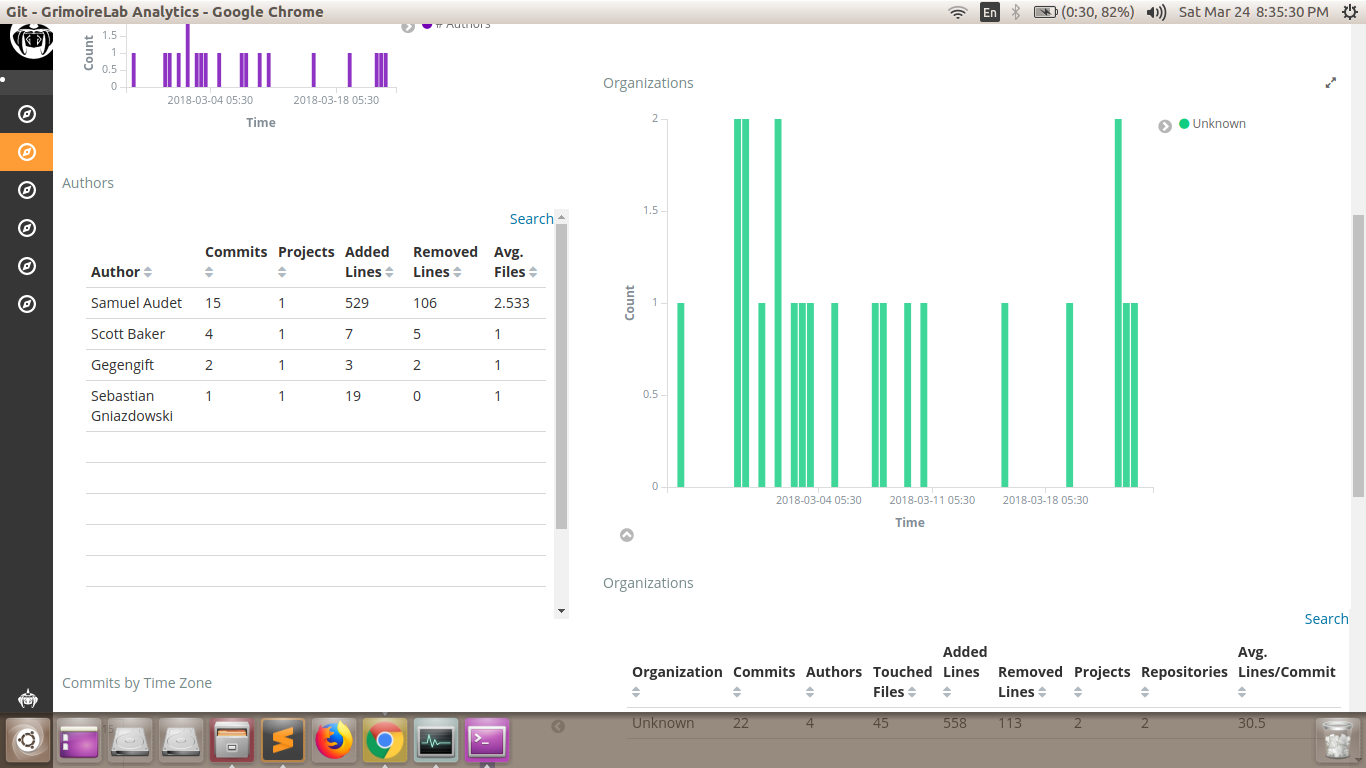 Git - GrimoireLab Analytics - Google Chrome
En
(0:30, 82%)
Sat Mar 24 8:35:30 PM
# Authors
Count
1.5
1
0.5
0
2018-03-04 05:30
2018-03-18 05:30
Time
Authors
Search
Author Commits Projects Added Lines Removed Lines Avg. Files
Samuel Audet 15 1 529 106 2.533
Scott Baker 4 1 7 5 1
Gegengift 2 1 3 2 1
Sebastian Gniazdowski 1 1 19 0 1
Commits by Time Zone
Organizations
Unknown
Count
2
1.5
1
0.5
0
2018-03-04 05:30
2018-03-11 05:30
2018-03-18 05:30
Time
Organizations
Search
Organization Commits Authors Touched Files Added Lines Removed Lines Projects Repositories Avg. Lines/Commit
Unknown 22 4 45 558 113 2 2 30.5